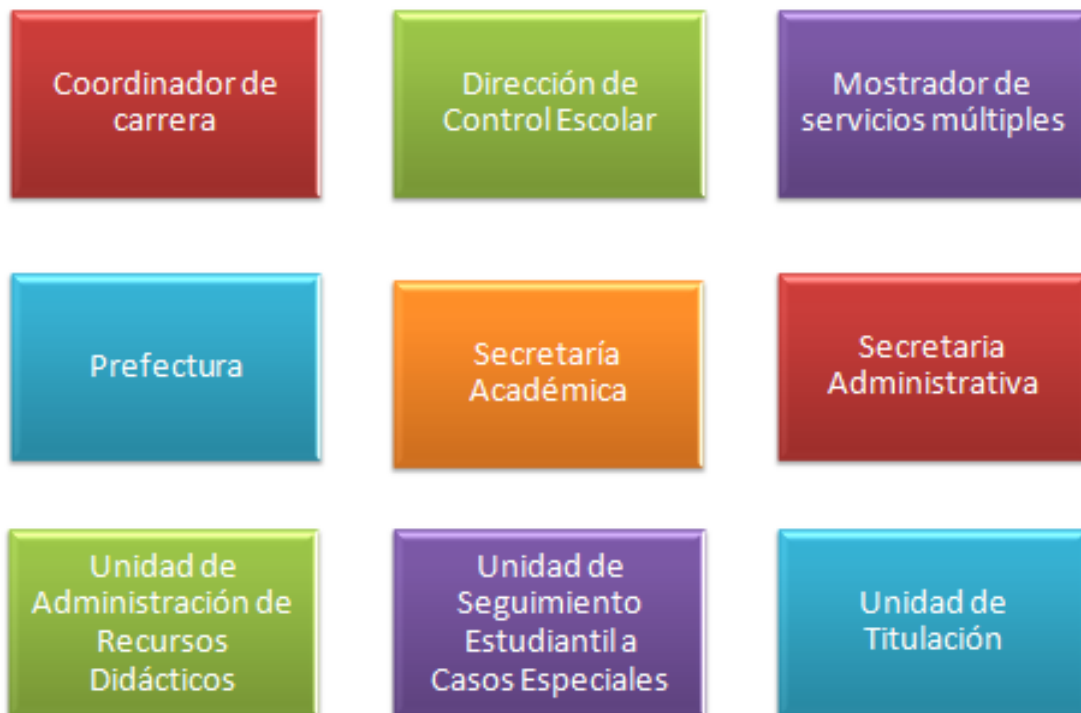 Coordinador de
carrera
Dirección de
Control Escolar
Mostrador de
servicios múltiples
Prefectura
Secretaría
Académica
Secretaria
Administrativa
Unidad de
Administración de
Recursos
Didácticos
Unidad de
Seguimiento
Estudiantil a
Casos Especiales
Unidad de
Titulación